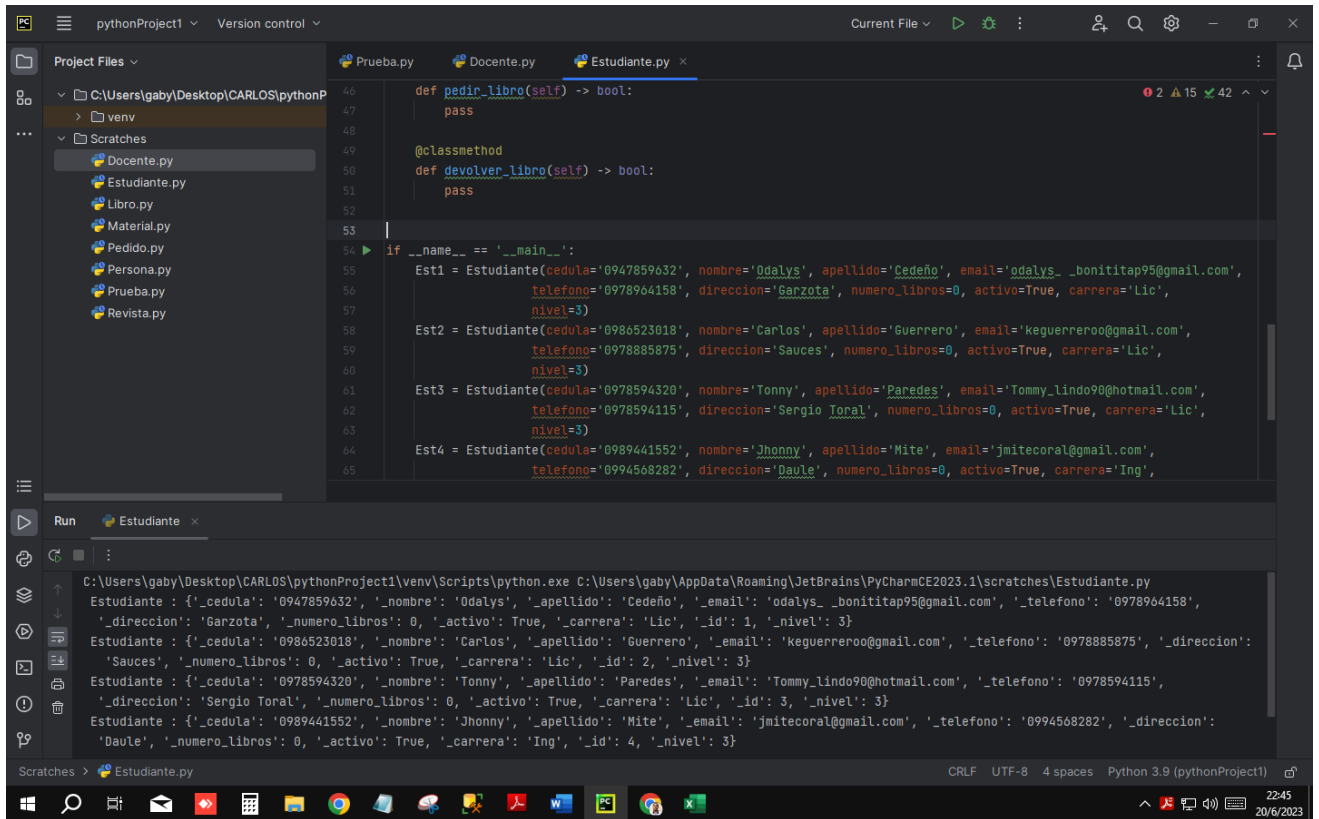 PC pythonProject1 Version control Current File
Project Files
Prueba.py Docente.py Estudiante.py
C:\Users\gaby\Desktop\CARLOS\pythonP
venv
Scratches
Docente.py
Estudiante.py
Libro.py
Material.py
Pedido.py
Persona.py
Prueba.py
Revista.py
2 15 42
46 def pedir_libro(self) -> bool:
47 pass
48
49 @classmethod
50 def devolver_libro(self) -> bool:
51 pass
52
53
54 if __name__ == '__main__':
55 Est1 = Estudiante(cedula='0947859632', nombre='Odalys', apellido='Cedeño', email='odalys_ _bonititap95@gmail.com',
56 telefono='0978964158', direccion='Garzota', numero_libros=0, activo=True, carrera='Lic',
57 nivel=3)
58 Est2 = Estudiante(cedula='0986523018', nombre='Carlos', apellido='Guerrero', email='keguerreroo@gmail.com',
59 telefono='0978885875', direccion='Sauces', numero_libros=0, activo=True, carrera='Lic',
60 nivel=3)
61 Est3 = Estudiante(cedula='0978594320', nombre='Tonny', apellido='Paredes', email='Tommy_lindo90@hotmail.com',
62 telefono='0978594115', direccion='Sergio Toral', numero_libros=0, activo=True, carrera='Lic',
63 nivel=3)
64 Est4 = Estudiante(cedula='0989441552', nombre='Jhonny', apellido='Mite', email='jmitecoral@gmail.com',
65 telefono='0994568282', direccion='Daule', numero_libros=0, activo=True, carrera='Ing',
Run Estudiante
C:\Users\gaby\Desktop\CARLOS\pythonProject1\venv\Scripts\python.exe C:\Users\gaby\AppData\Roaming\JetBrains\PyCharmCE2023.1\scratches\Estudiante.py
Estudiante : {'_cedula': '0947859632', '_nombre': 'Odalys', '_apellido': 'Cedeño', '_email': 'odalys_ _bonititap95@gmail.com', '_telefono': '0978964158',
'_direccion': 'Garzota', '_numero_libros': 0, '_activo': True, '_carrera': 'Lic', '_id': 1, '_nivel': 3}
Estudiante : {'_cedula': '0986523018', '_nombre': 'Carlos', '_apellido': 'Guerrero', '_email': 'keguerreroo@gmail.com', '_telefono': '0978885875', '_direccion':
'Sauces', '_numero_libros': 0, '_activo': True, '_carrera': 'Lic', '_id': 2, '_nivel': 3}
Estudiante : {'_cedula': '0978594320', '_nombre': 'Tonny', '_apellido': 'Paredes', '_email': 'Tommy_lindo90@hotmail.com', '_telefono': '0978594115',
'_direccion': 'Sergio Toral', '_numero_libros': 0, '_activo': True, '_carrera': 'Lic', '_id': 3, '_nivel': 3}
Estudiante : {'_cedula': '0989441552', '_nombre': 'Jhonny', '_apellido': 'Mite', '_email': 'jmitecoral@gmail.com', '_telefono': '0994568282', '_direccion':
'Daule', '_numero_libros': 0, '_activo': True, '_carrera': 'Ing', '_id': 4, '_nivel': 3}
Scratches > Estudiante.py CRLF UTF-8 4 spaces Python 3.9 (pythonProject1)
22:45
20/6/2023